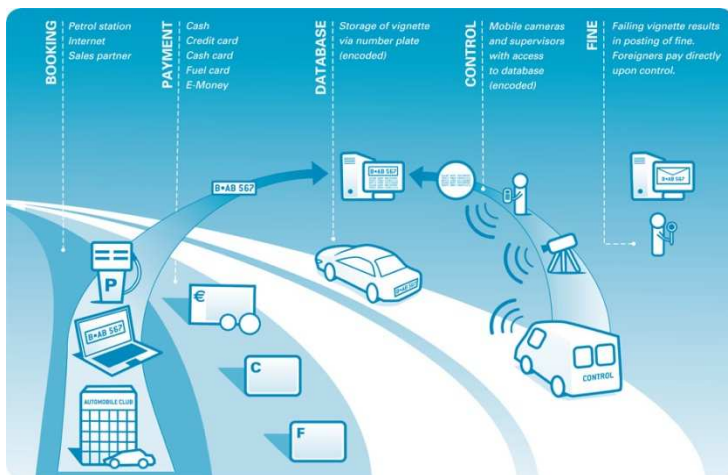 BOOKING
Petrol station
Internet
Sales partner
PAYMENT
Cash
Credit card
Cash card
Fuel card
E-Money
DATABASE
Storage of vignette
via number plate
(encoded)
CONTROL
Mobile cameras
and supervisors
with access
to database
(encoded)
FINE
Failing vignette results
in posting of fine.
Foreigners pay directly
upon control.
B•AB 567
B•AB 567
B•AB 567
P
B•AB 567
B•AB 567
€
C
F
AUTOMOBILE CLUB
CONTROL